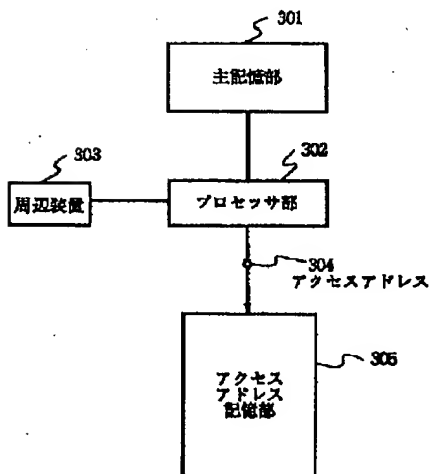 301
主記憶部
303
302
周辺装置
プロセッサ部
304
アクセスアドレス
アクセス
アドレス
記憶部
305